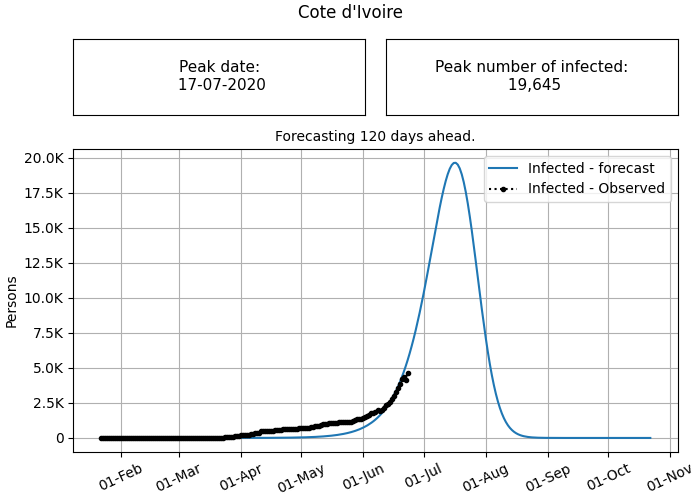 Cote d'Ivoire
Peak date:
17-07-2020
Peak number of infected:
19,645
Forecasting 120 days ahead.
Infected - forecast
Infected - Observed
Persons
20.0K
17.5K
15.0K
12.5K
10.0K
7.5K
5.0K
2.5K
0
01-Feb
01-Mar
01-Apr
01-May
01-Jun
01-Jul
01-Aug
01-Sep
01-Oct
01-Nov